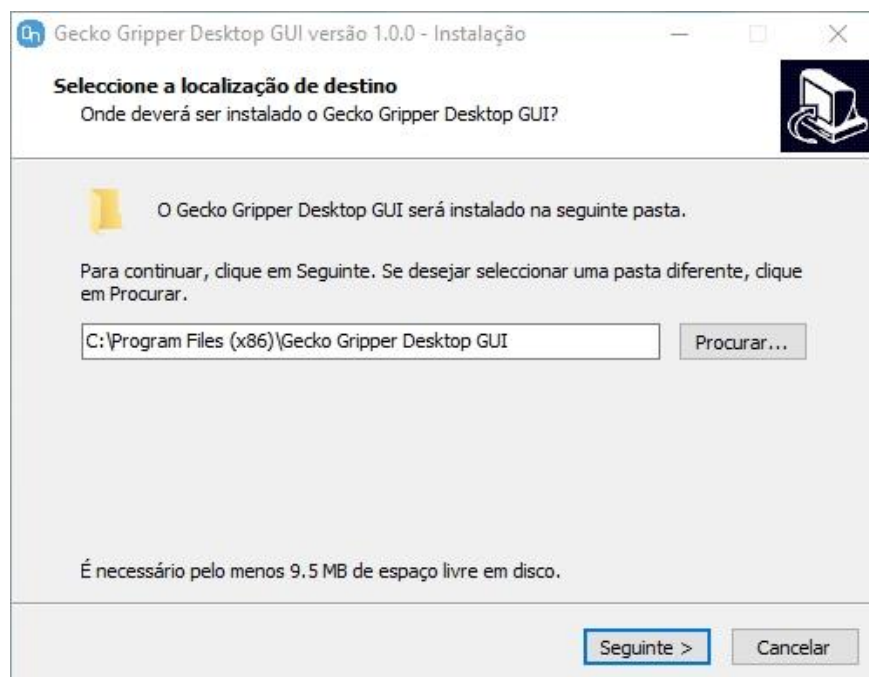 Gecko Gripper Desktop GUI versão 1.0.0 - Instalação
Seleccione a localização de destino
Onde deverá ser instalado o Gecko Gripper Desktop GUI?
O Gecko Gripper Desktop GUI será instalado na seguinte pasta.
Para continuar, clique em Seguinte. Se desejar seleccionar uma pasta diferente, clique
em Procurar.
C:\Program Files (x86)\Gecko Gripper Desktop GUI
Procurar...
É necessário pelo menos 9.5 MB de espaço livre em disco.
Seguinte >
Cancelar